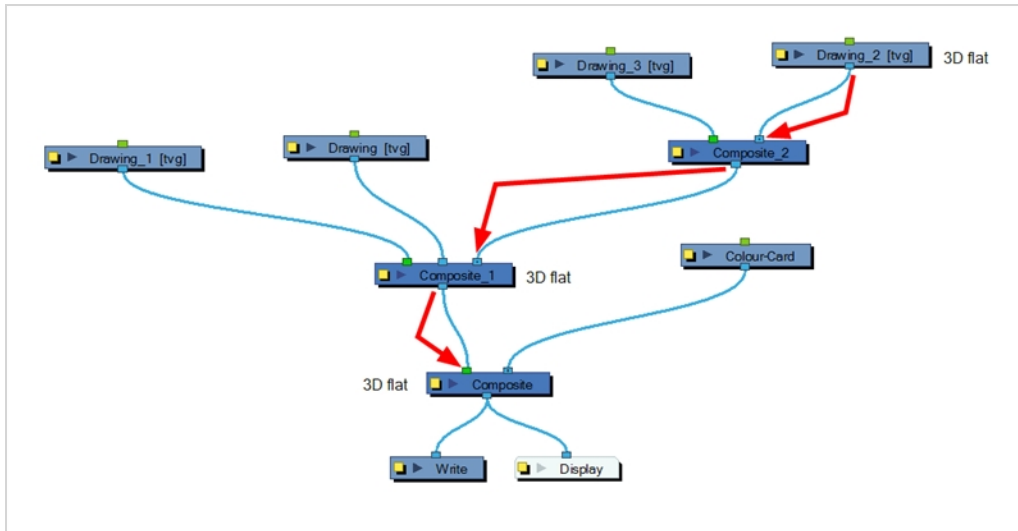 Drawing_3 [tvg]
Drawing_2 [tvg]
3D flat
Drawing_1 [tvg]
Drawing [tvg]
Composite_2
Colour-Card
Composite_1
3D flat
3D flat
Composite
Write
Display